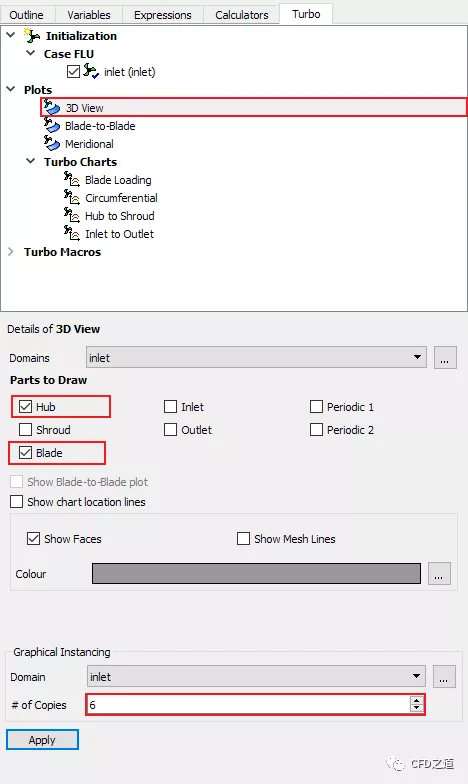 Outline Variables Expressions Calculators Turbo
Initialization
Case FLU
inlet (inlet)
Plots
3D View
Blade-to-Blade
Meridional
Turbo Charts
Blade Loading
Circumferential
Hub to Shroud
Inlet to Outlet
Turbo Macros
Details of 3D View
Domains inlet ...
Parts to Draw
Hub Inlet Periodic 1
Shroud Outlet Periodic 2
Blade
Show Blade-to-Blade plot
Show chart location lines
Show Faces Show Mesh Lines
Colour ...
Graphical Instancing
Domain inlet ...
# of Copies 6
Apply
CFD之道